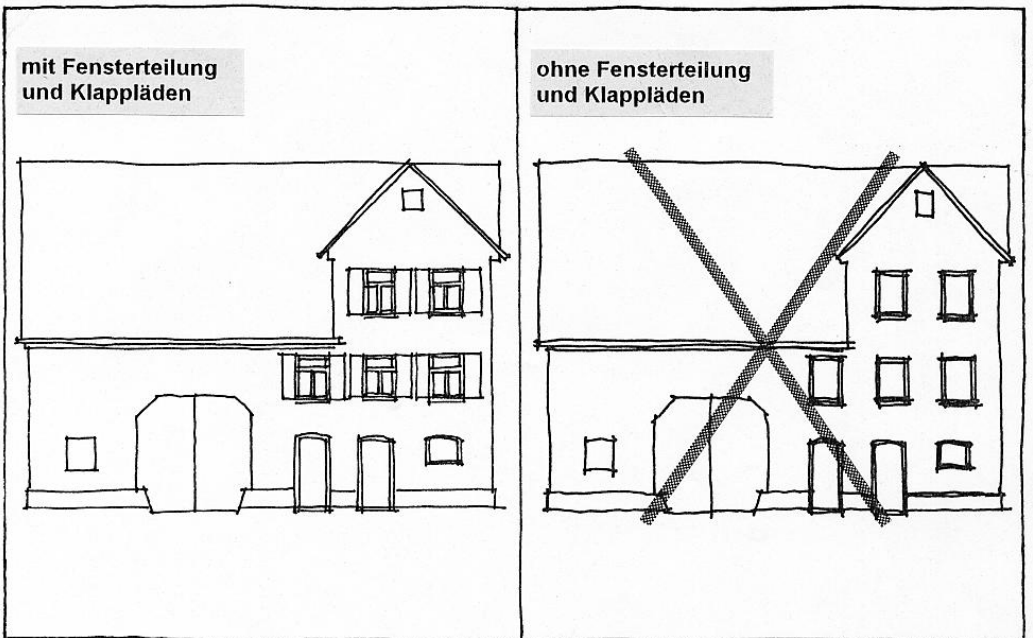 mit Fensterteilung
und Klappläden
ohne Fensterteilung
und Klappläden